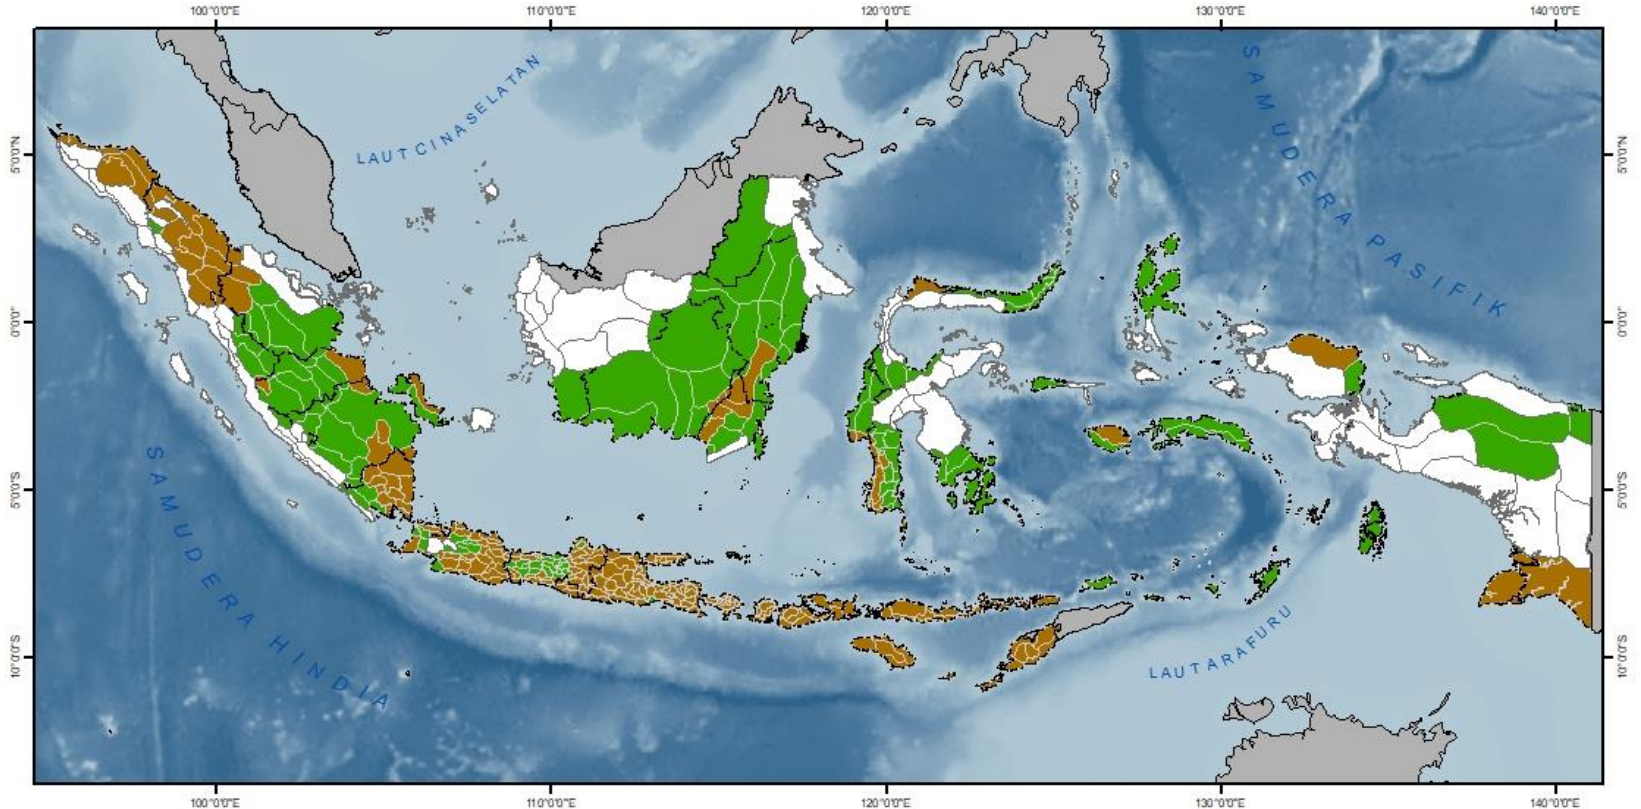 100°0'0"E
110°0'0"E
120°0'0"E
130°0'0"E
140°0'0"E
LAUT CINA SELATAN
SAMUDERA PASIFIK
5°0'0"N
5°0'0"N
0°0'0"
0°0'0"
SAMUDERA HINDIA
5°0'0"S
5°0'0"S
LAUT ARAFURU
10°0'0"S
10°0'0"S
100°0'0"E
110°0'0"E
120°0'0"E
130°0'0"E
140°0'0"E